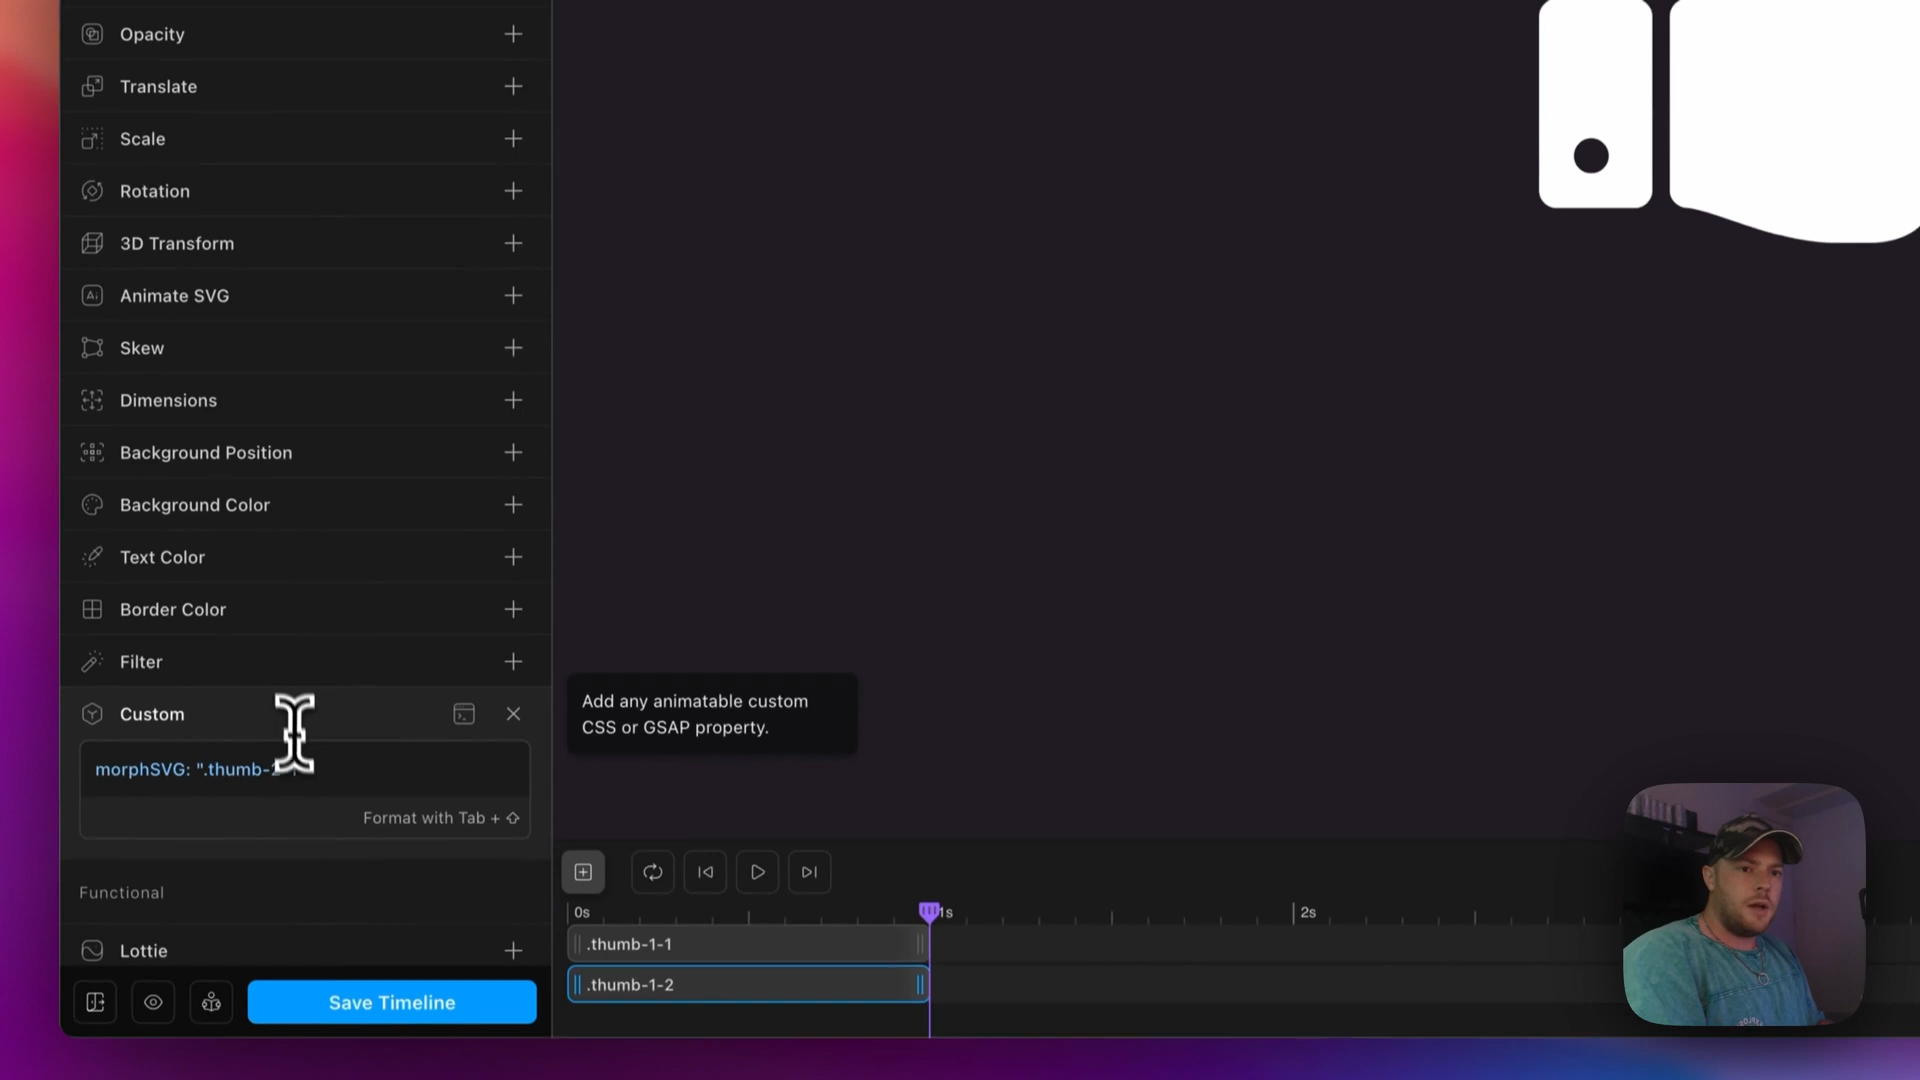 Opacity
Translate
Scale
Rotation
3D Transform
Animate SVG
Skew
Dimensions
Background Position
Background Color
Text Color
Border Color
Filter
Custom
morphSVG: ".thumb-
Format with Tab +
Functional
Lottie
Save Timeline
Add any animatable custom
CSS or GSAP property.
0s 1s 2s
.thumb-1-1
.thumb-1-2